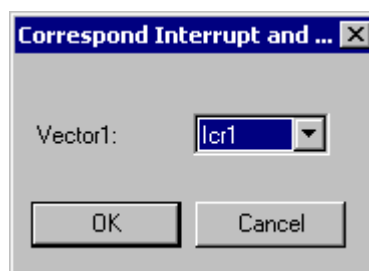 Correspond Interrupt and ...
Vector1:
Icr1
OK
Cancel